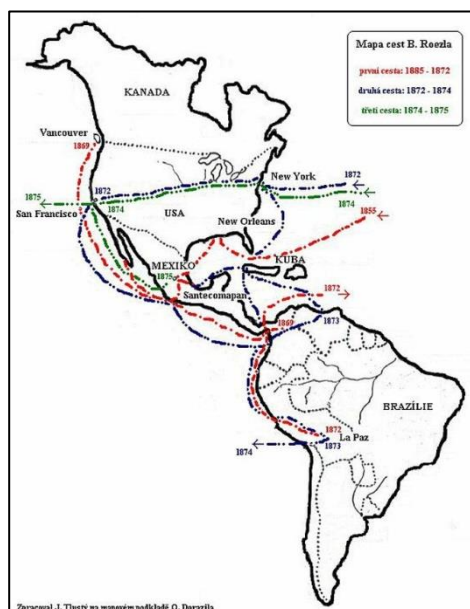 Mapa cest B. Roezla
první cesta: 1885 - 1872
druhá cesta: 1872 - 1874
třetí cesta: 1874 - 1875
KANADA
Vancouver
1869
New York
1872
1872
1875
1874
USA
1874
San Francisco
New Orleans
1855
MEXIKO
KUBA
1875
Santecomapan
1872
1869
1873
BRAZÍLIE
1872
La Paz
1873
1874
Zpracoval J. Tlustý na mapovém podkladě O. Dorazila